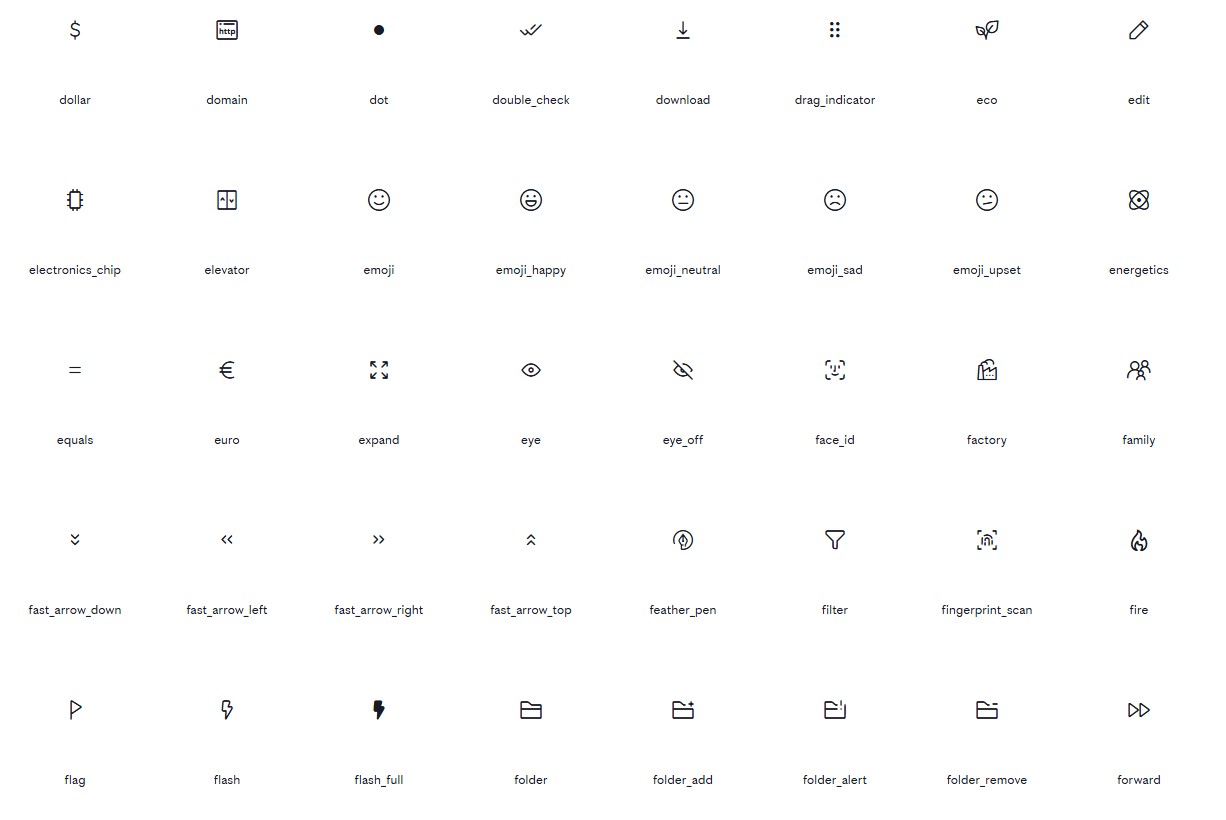 http
dollar domain dot double_check download drag_indicator eco edit
electronics_chip elevator emoji emoji_happy emoji_neutral emoji_sad emoji_upset energetics
equals euro expand eye eye_off face_id factory family
fast_arrow_down fast_arrow_left fast_arrow_right fast_arrow_top feather_pen filter fingerprint_scan fire
flag flash flash_full folder folder_add folder_alert folder_remove forward